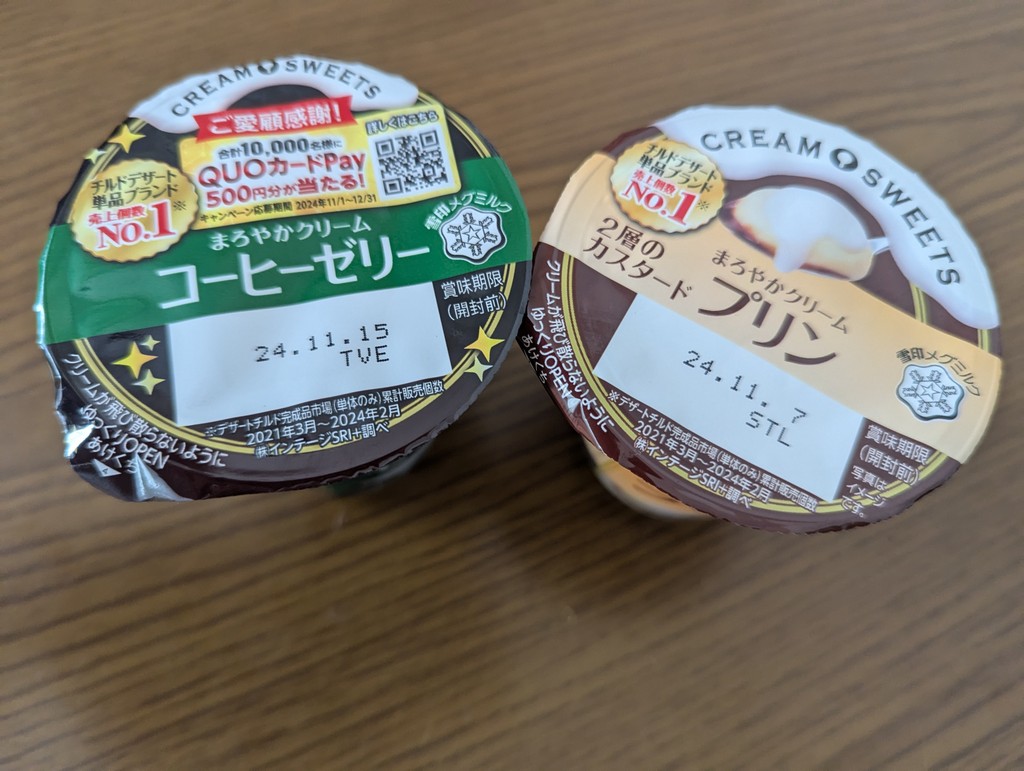 CREAM SWEETS
ご愛顧感謝!
合計10,000名様に
QUOカードPay
500円分が当たる!
キャンペーン応募期間 2024年11/1〜12/31
詳しくはこちら
チルドデザート
単品ブランド
売上個数※
No.1
雪印メグミルク
まろやかクリーム
コーヒーゼリー
賞味期限
(開封前)
24.11.15
TVE
※デザートチルド完成品市場(単体のみ)累計販売個数
2021年3月〜2024年2月
㈱インテージSRI+調べ
クリームが飛び散らないように
ゆっくりOPEN
あけくち
CREAM SWEETS
チルドデザート
単品ブランド
売上個数※
No.1
2層の
カスタード
まろやかクリーム
プリン
雪印メグミルク
24.11. 7
STL
賞味期限
(開封前)
写真は
イメージ
です。
※デザートチルド完成品市場(単体のみ)累計販売個数
2021年3月〜2024年2月
㈱インテージSRI+調べ
クリームが飛び散らないように
ゆっくりOPEN
あけくち